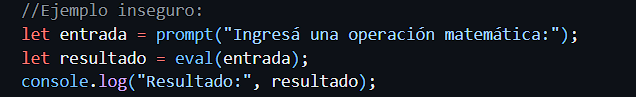 //Ejemplo inseguro:
let entrada = prompt("Ingresá una operación matemática:");
let resultado = eval(entrada);
console.log("Resultado:", resultado);